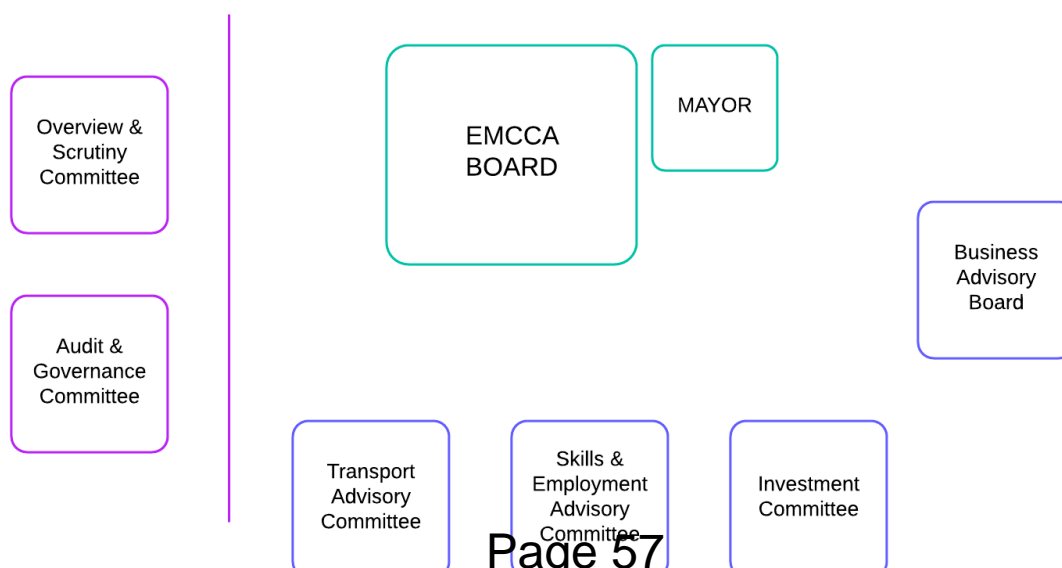 Overview &
Scrutiny
Committee
Audit &
Governance
Committee
EMCCA
BOARD
MAYOR
Business
Advisory
Board
Transport
Advisory
Committee
Skills &
Employment
Advisory
Committee
Investment
Committee
Page 57